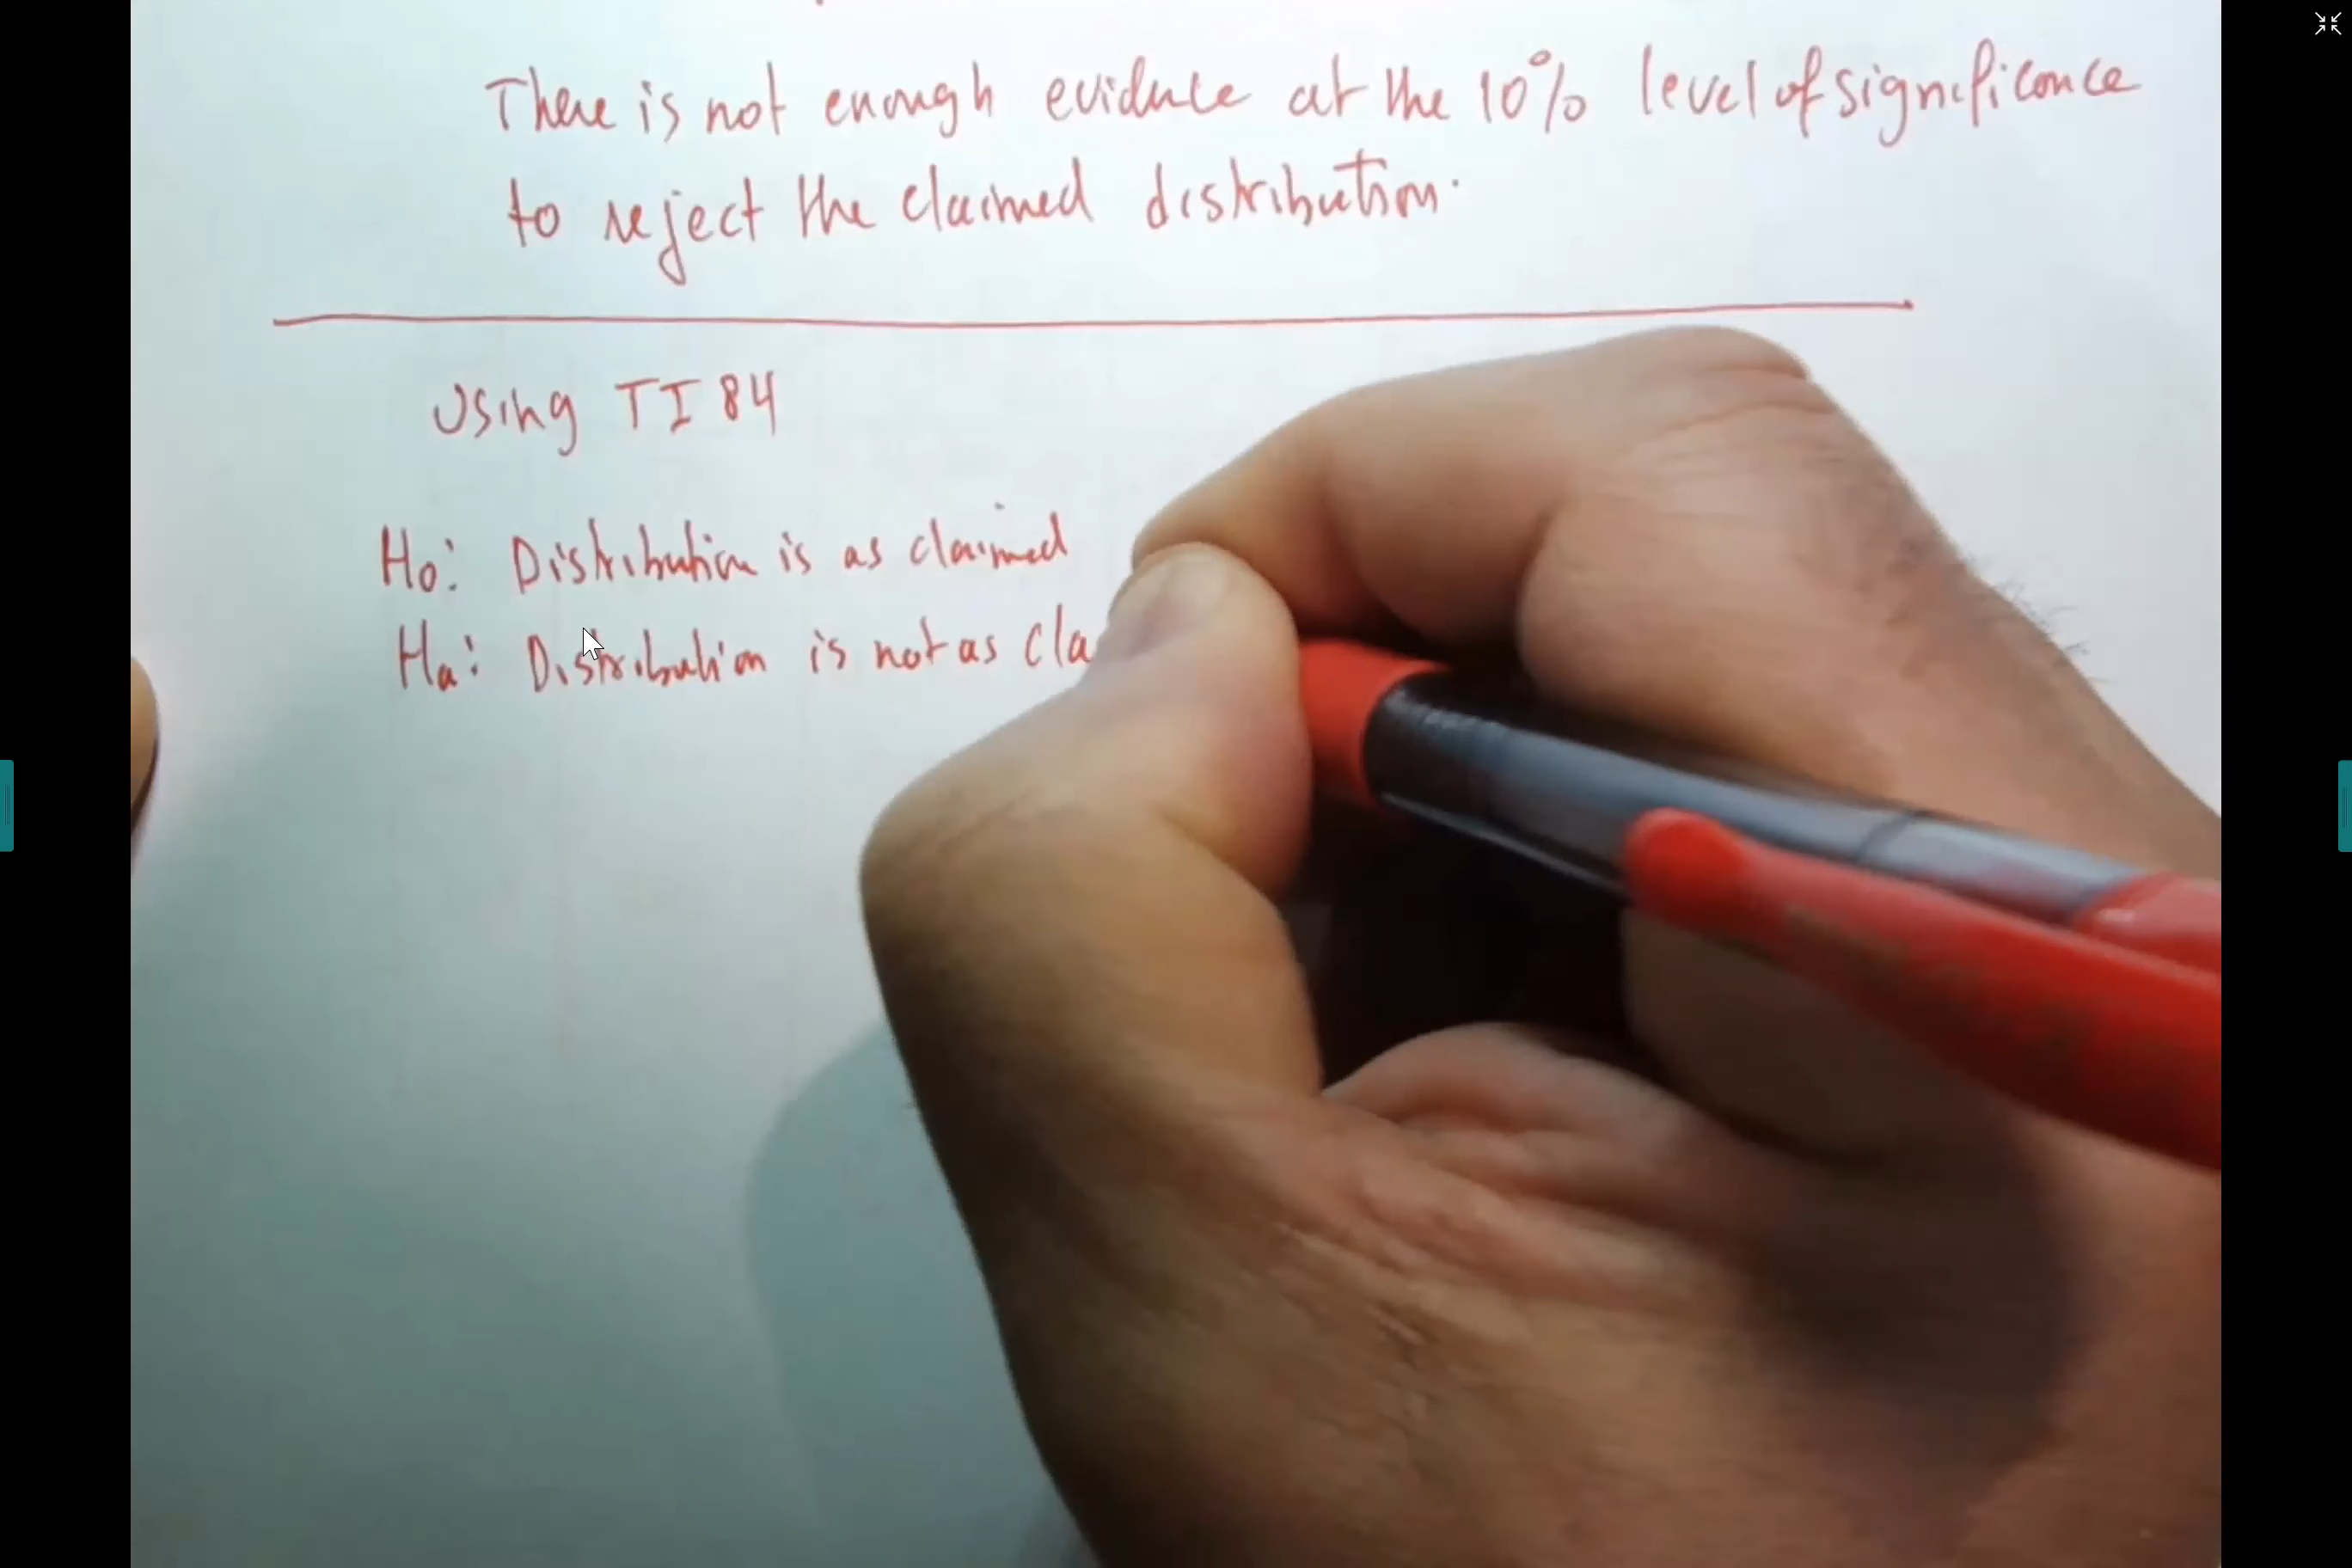 There is not enough evidence at the 10% level of significance
to reject the claimed distribution.
Using TI 84
Ho: Distribution is as claimed
Ha: Distribution is not as cla